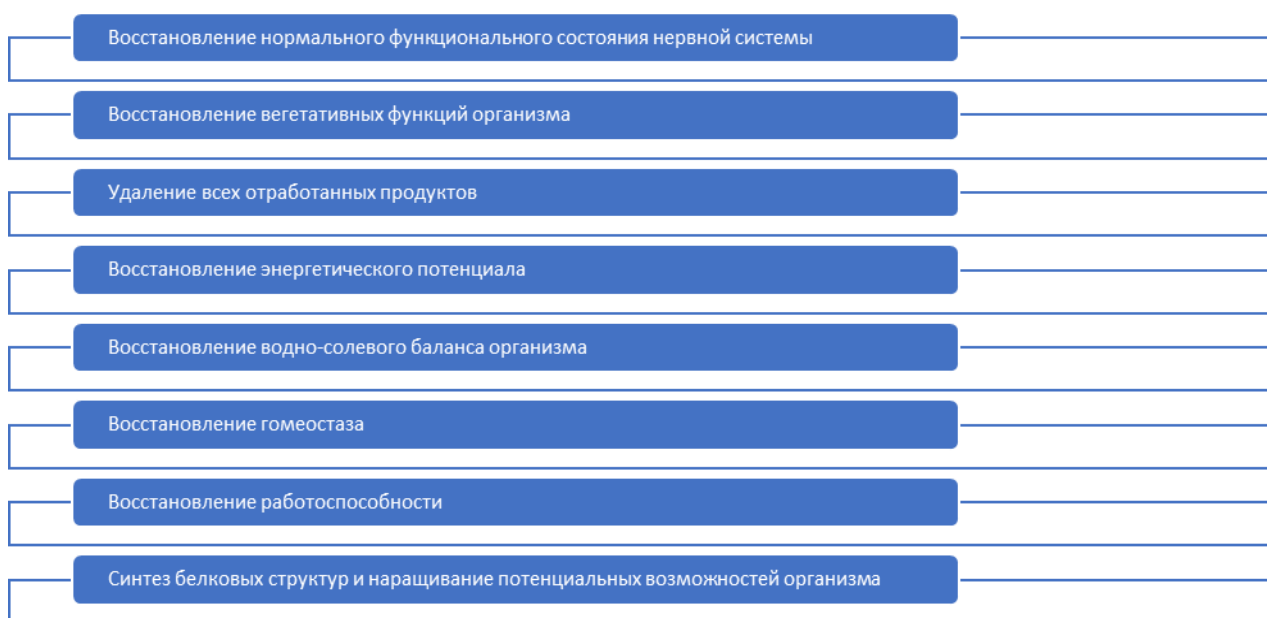 Восстановление нормального функционального состояния нервной системы
Восстановление вегетативных функций организма
Удаление всех отработанных продуктов
Восстановление энергетического потенциала
Восстановление водно-солевого баланса организма
Восстановление гомеостаза
Восстановление работоспособности
Синтез белковых структур и наращивание потенциальных возможностей организма